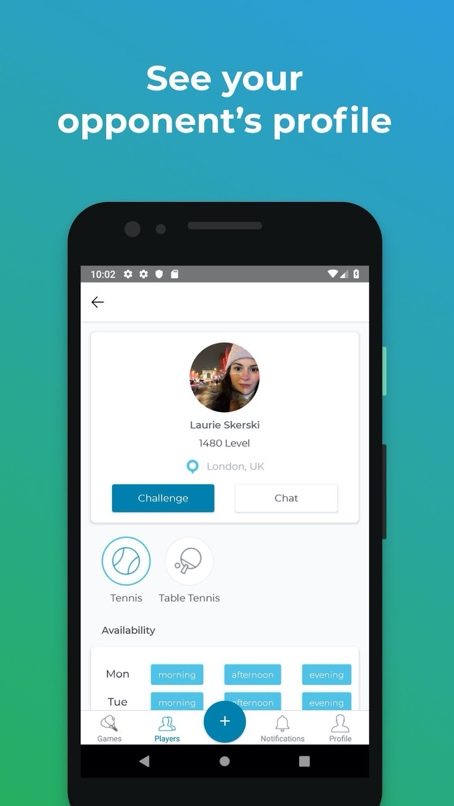 See your
opponent’s profile
10:02
Laurie Skerski
1480 Level
London, UK
Challenge Chat
Tennis Table Tennis
Availability
Mon morning afternoon evening
Tue morning afternoon evening
+
Games Players Notifications Profile